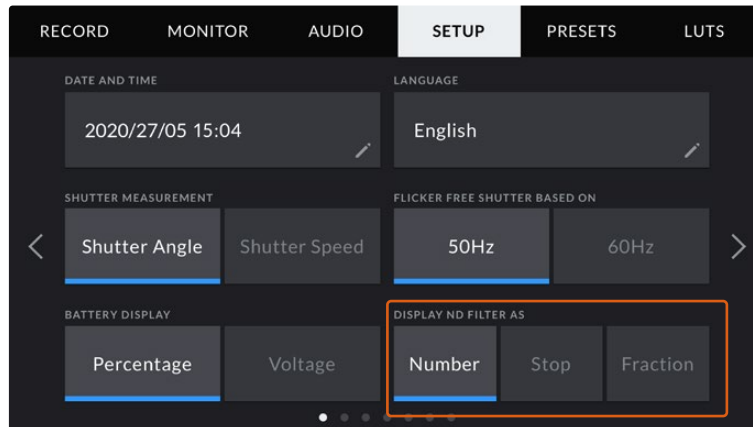 RECORD MONITOR AUDIO SETUP PRESETS LUTS
DATE AND TIME
2020/27/05 15:04
LANGUAGE
English
SHUTTER MEASUREMENT
Shutter Angle Shutter Speed
FLICKER FREE SHUTTER BASED ON
50Hz 60Hz
BATTERY DISPLAY
Percentage Voltage
DISPLAY ND FILTER AS
Number Stop Fraction